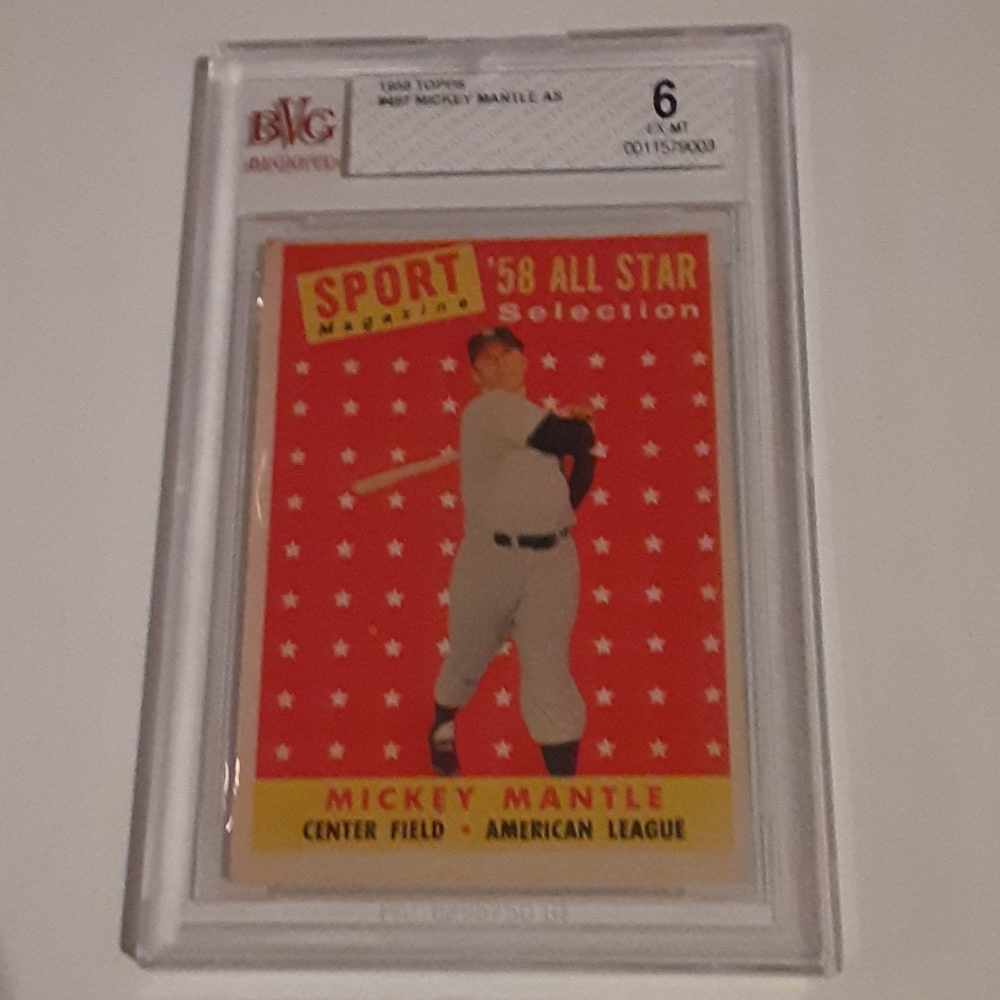 BVG
BECKETT
1958 TOPPS
#487 MICKEY MANTLE AS
6
EX-MT
0011579003
SPORT
Magazine
'58 ALL STAR
Selection
MICKEY MANTLE
CENTER FIELD • AMERICAN LEAGUE